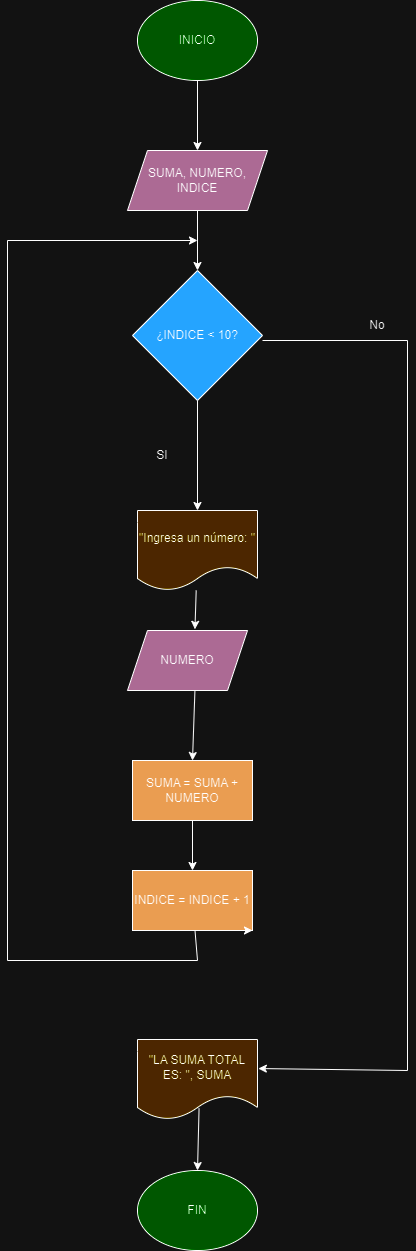 INICIO
SUMA, NUMERO,
INDICE
¿INDICE < 10?
No
SI
"Ingresa un número: "
NUMERO
SUMA = SUMA +
NUMERO
INDICE = INDICE + 1
"LA SUMA TOTAL
ES: ", SUMA
FIN